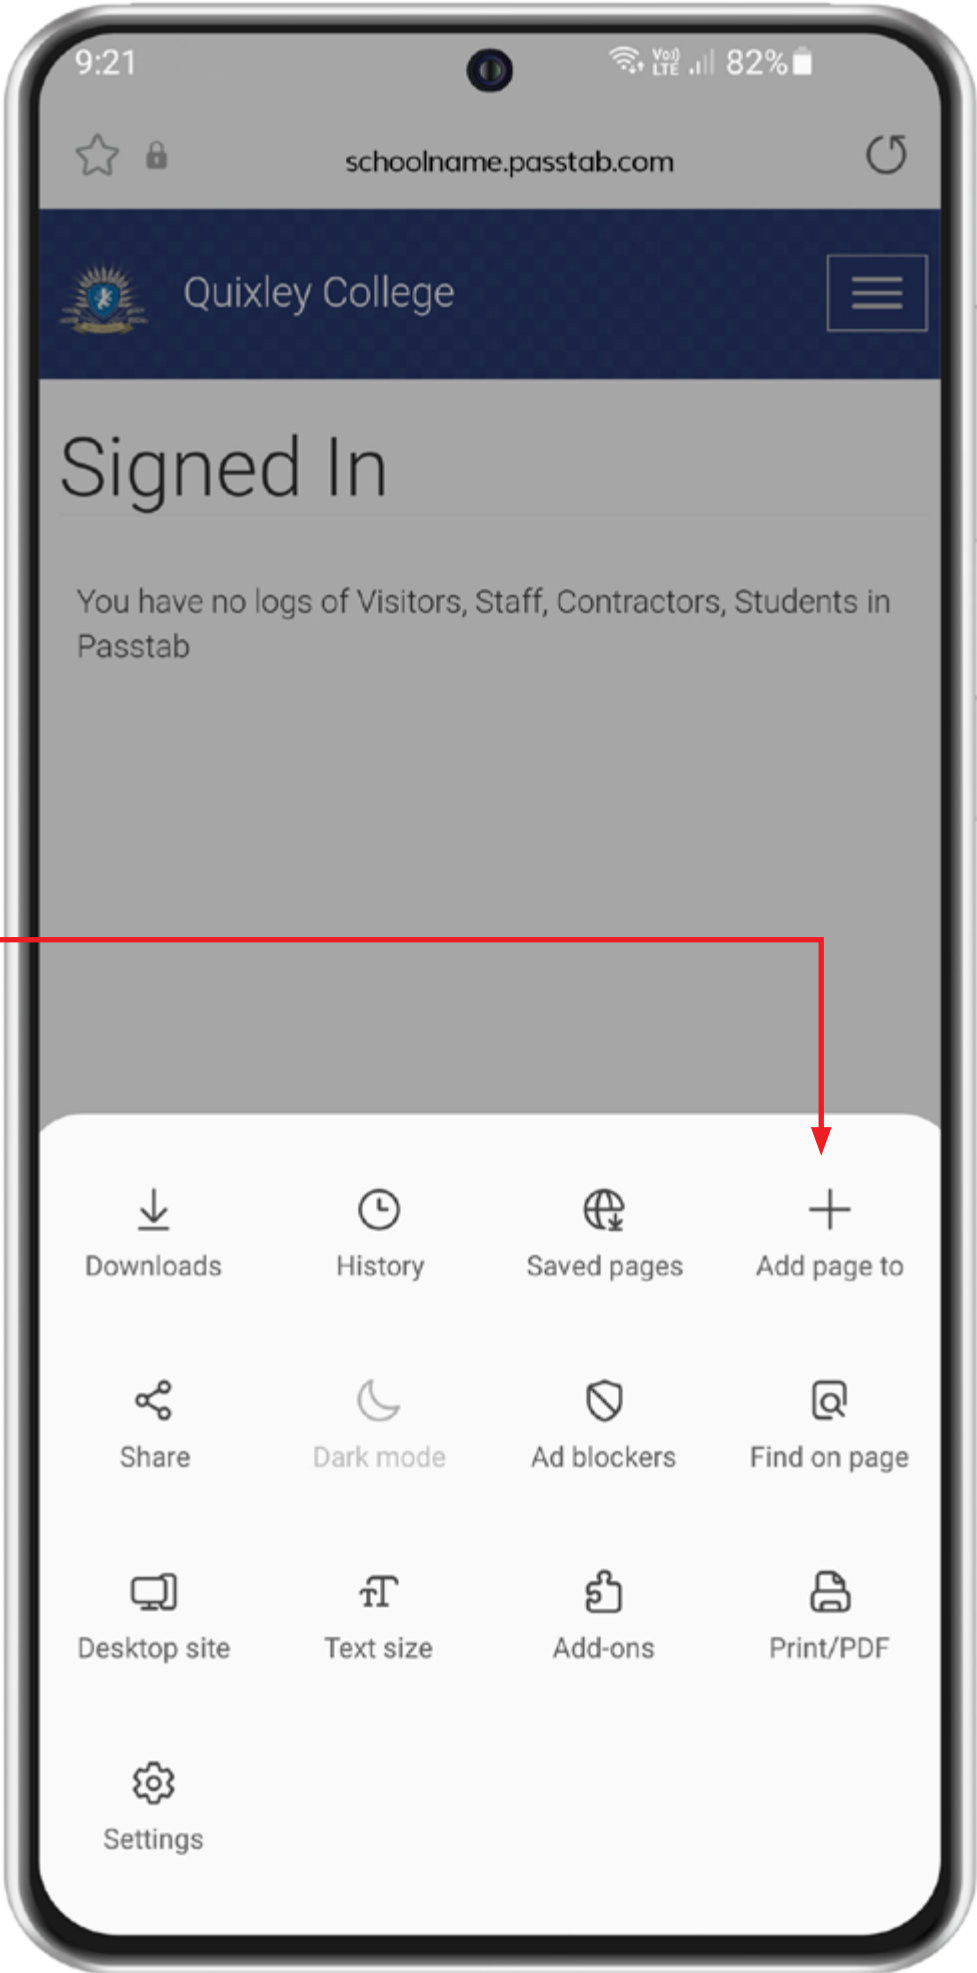 9:21 Vo)) LTE 82%
schoolname.passtab.com
Quixley College
Signed In
You have no logs of Visitors, Staff, Contractors, Students in
Passtab
Downloads History Saved pages Add page to
Share Dark mode Ad blockers Find on page
Desktop site Text size Add-ons Print/PDF
Settings